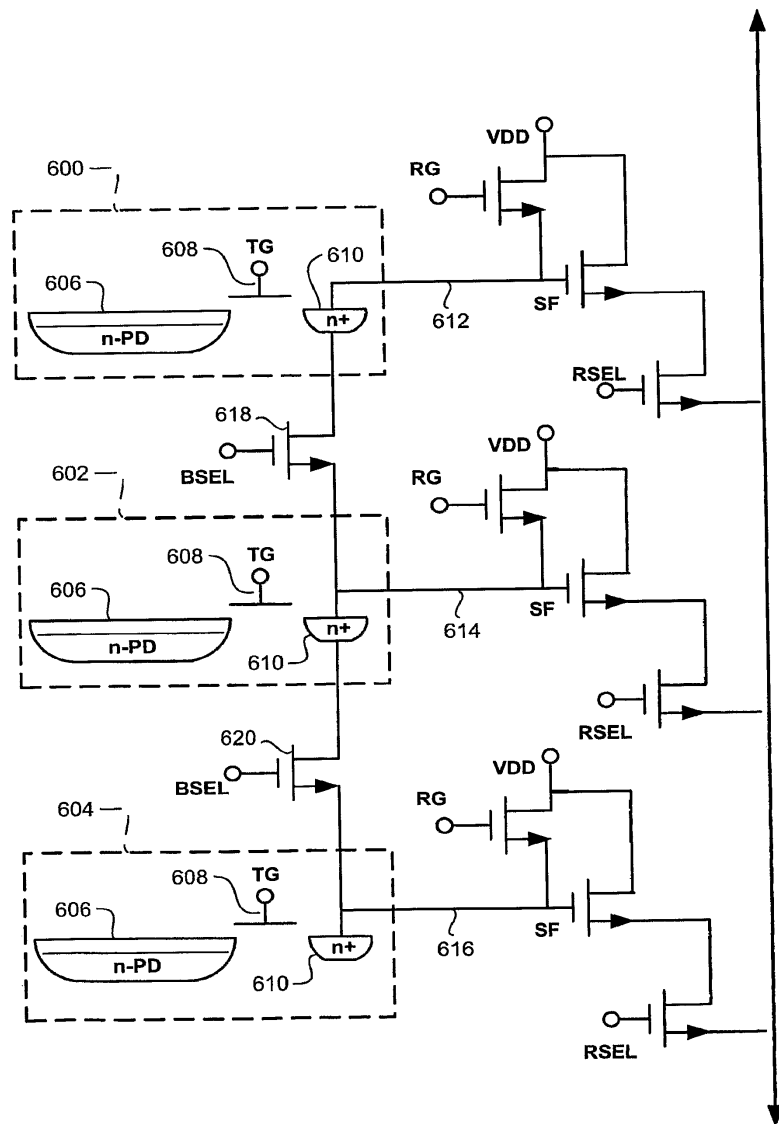 VDD
RG
600
608
TG
610
606
n+
n-PD
612
SF
RSEL
618
BSEL
VDD
RG
602
608
TG
606
n+
n-PD
610
614
SF
RSEL
620
BSEL
VDD
RG
604
608
TG
606
n+
n-PD
610
616
SF
RSEL